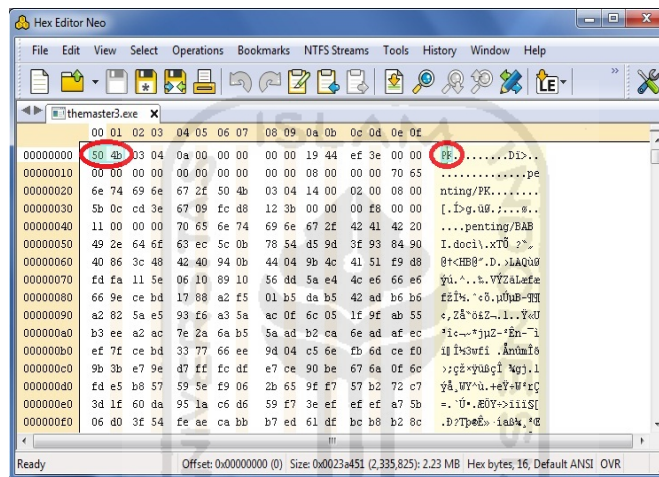 Hex Editor Neo
File Edit View Select Operations Bookmarks NTFS Streams Tools History Window Help
themaster3.exe x
00 01 02 03 04 05 06 07 08 09 0a 0b 0c 0d 0e 0f
00000000 50 4b 03 04 0a 00 00 00 00 00 19 44 ef 3e 00 00 PK........Dï>..
00000010 00 00 00 00 00 00 00 00 00 00 08 00 00 00 70 65 ..............pe
00000020 6e 74 69 6e 67 2f 50 4b 03 04 14 00 02 00 08 00 nting/PK........
00000030 5b 0c cd 3e 67 09 fc d8 12 3b 00 00 00 f8 00 00
00000040 11 00 00 00 70 65 6e 74 69 6e 67 2f 42 41 42 20 ....penting/BAB
00000050 49 2e 64 6f 63 ec 5c 0b 78 54 d5 9d 3f 93 84 90
00000060 40 86 3c 48 42 40 94 0b 44 04 9b 4c 41 51 f9 d8
00000070 fd fa 11 5e 06 10 89 10 56 dd 5a e4 4c e6 66 e6
00000080 66 9e ce bd 17 88 a2 f5 01 b5 da b5 42 ad b6 b6
00000090 a2 82 5a e5 93 f6 a3 5a ac 0f 6c 05 1f 9f ab 55
000000a0 b3 ee a2 ac 7e 2a 6a b5 5a ad b2 ca 6e ad af ec
000000b0 ef 7f ce bd 33 77 66 ee 9d 04 c5 6e fb 6d ce f0
000000c0 9b 3b e7 9e d7 ff fc df e7 ce 90 be 67 6a 0f 6c
000000d0 fd e5 b8 57 59 5e f9 06 2b 65 9f f7 57 b2 72 c7
000000e0 3d 1f 60 da 95 1a c6 d6 59 f7 3e ef ef ef a7 5b
000000f0 06 d0 3f 54 fe ae ca bb b7 ed 61 df bc b8 b2 8c
Ready Offset: 0x00000000 (0) Size: 0x0023a451 (2,335,825): 2.23 MB Hex bytes, 16, Default ANSI OVR